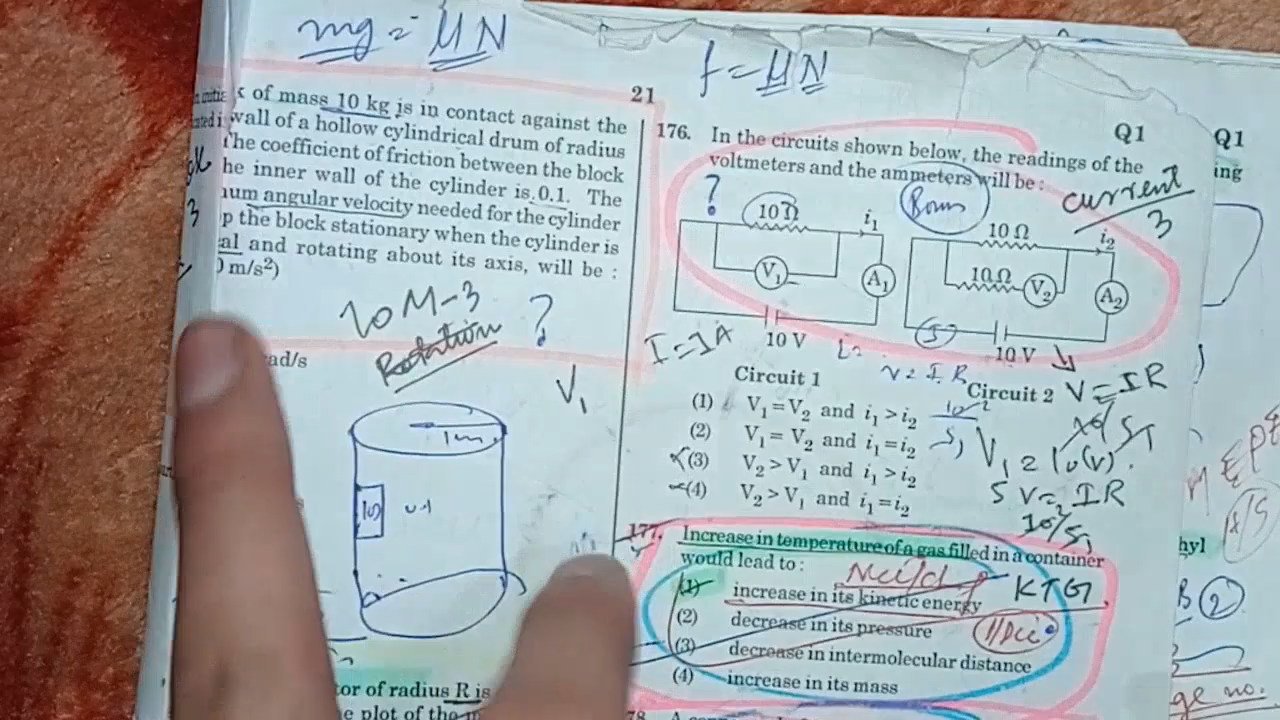 mg = μN
f = μN
21
k of mass 10 kg is in contact against the
wall of a hollow cylindrical drum of radius
The coefficient of friction between the block
he inner wall of the cylinder is 0.1. The
num angular velocity needed for the cylinder
p the block stationary when the cylinder is
al and rotating about its axis, will be :
) m/s²)
20 M-3
Rotation
?
ad/s
V₁
1m
10
0.1
tor of radius R is
e plot of the
Q1
176. In the circuits shown below, the readings of the
voltmeters and the ammeters will be :
?
current
3
10 Ω
i₁
V₁
A₁
10 V
10 Ω
i₂
10 Ω
V₂
A₂
10 V
I = 1A
V = I R
Circuit 1
Circuit 2
V = IR
(1) V₁ = V₂ and i₁ > i₂
(2) V₁ = V₂ and i₁ = i₂
(3) V₂ > V₁ and i₁ > i₂
(4) V₂ > V₁ and i₁ = i₂
V = IR
177. Increase in temperature of a gas filled in a container
would lead to :
KTG
(1) increase in its kinetic energy
(2) decrease in its pressure
(3) decrease in intermolecular distance
(4) increase in its mass
Q1
ing
hyl
B 2
ge no.